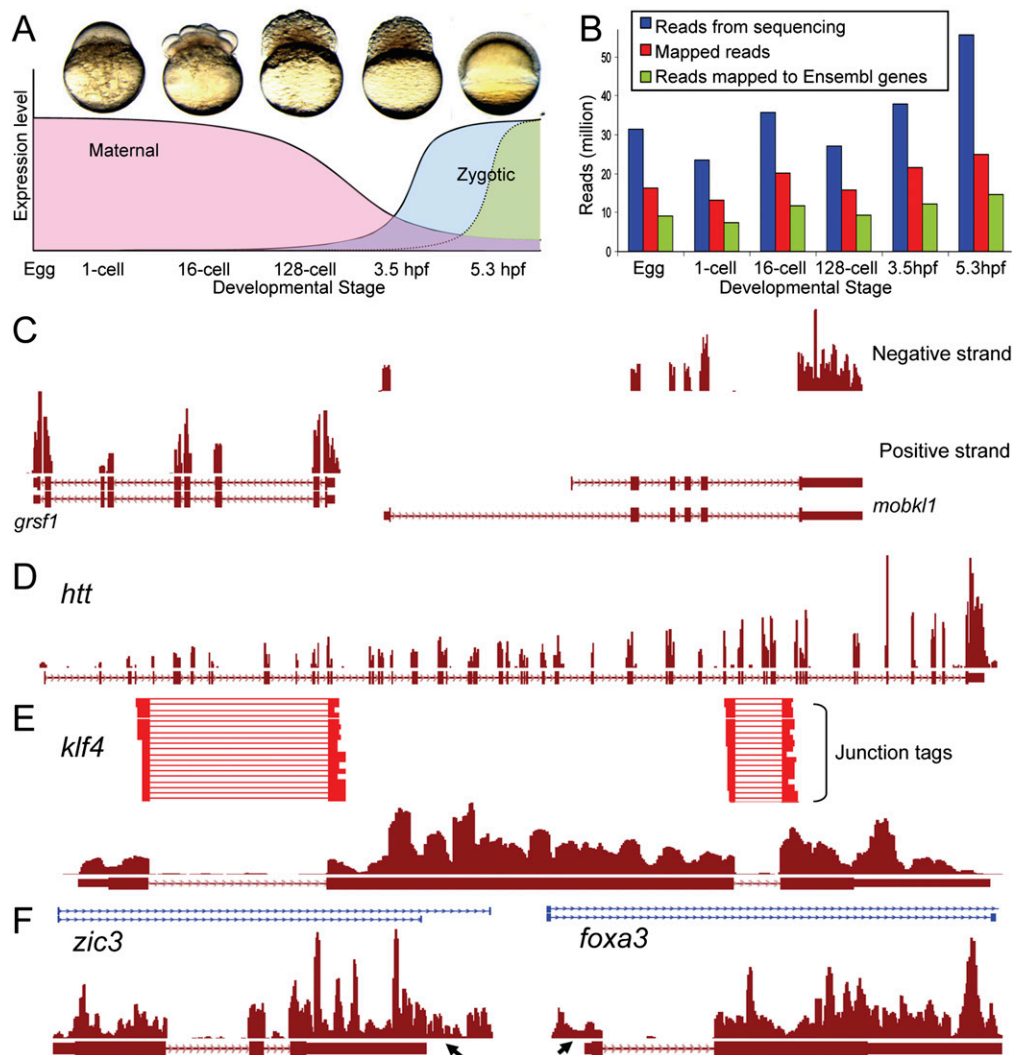 A
Expression level
Maternal
Zygotic
Egg 1-cell 16-cell 128-cell 3.5 hpf 5.3 hpf
Developmental Stage
B
Reads from sequencing
Mapped reads
Reads mapped to Ensembl genes
Reads (million)
50
40
30
20
10
0
Egg 1-cell 16-cell 128-cell 3.5hpf 5.3hpf
Developmental Stage
C
Negative strand
Positive strand
grsf1
mobkl1
D
htt
E
klf4
Junction tags
F
zic3
foxa3